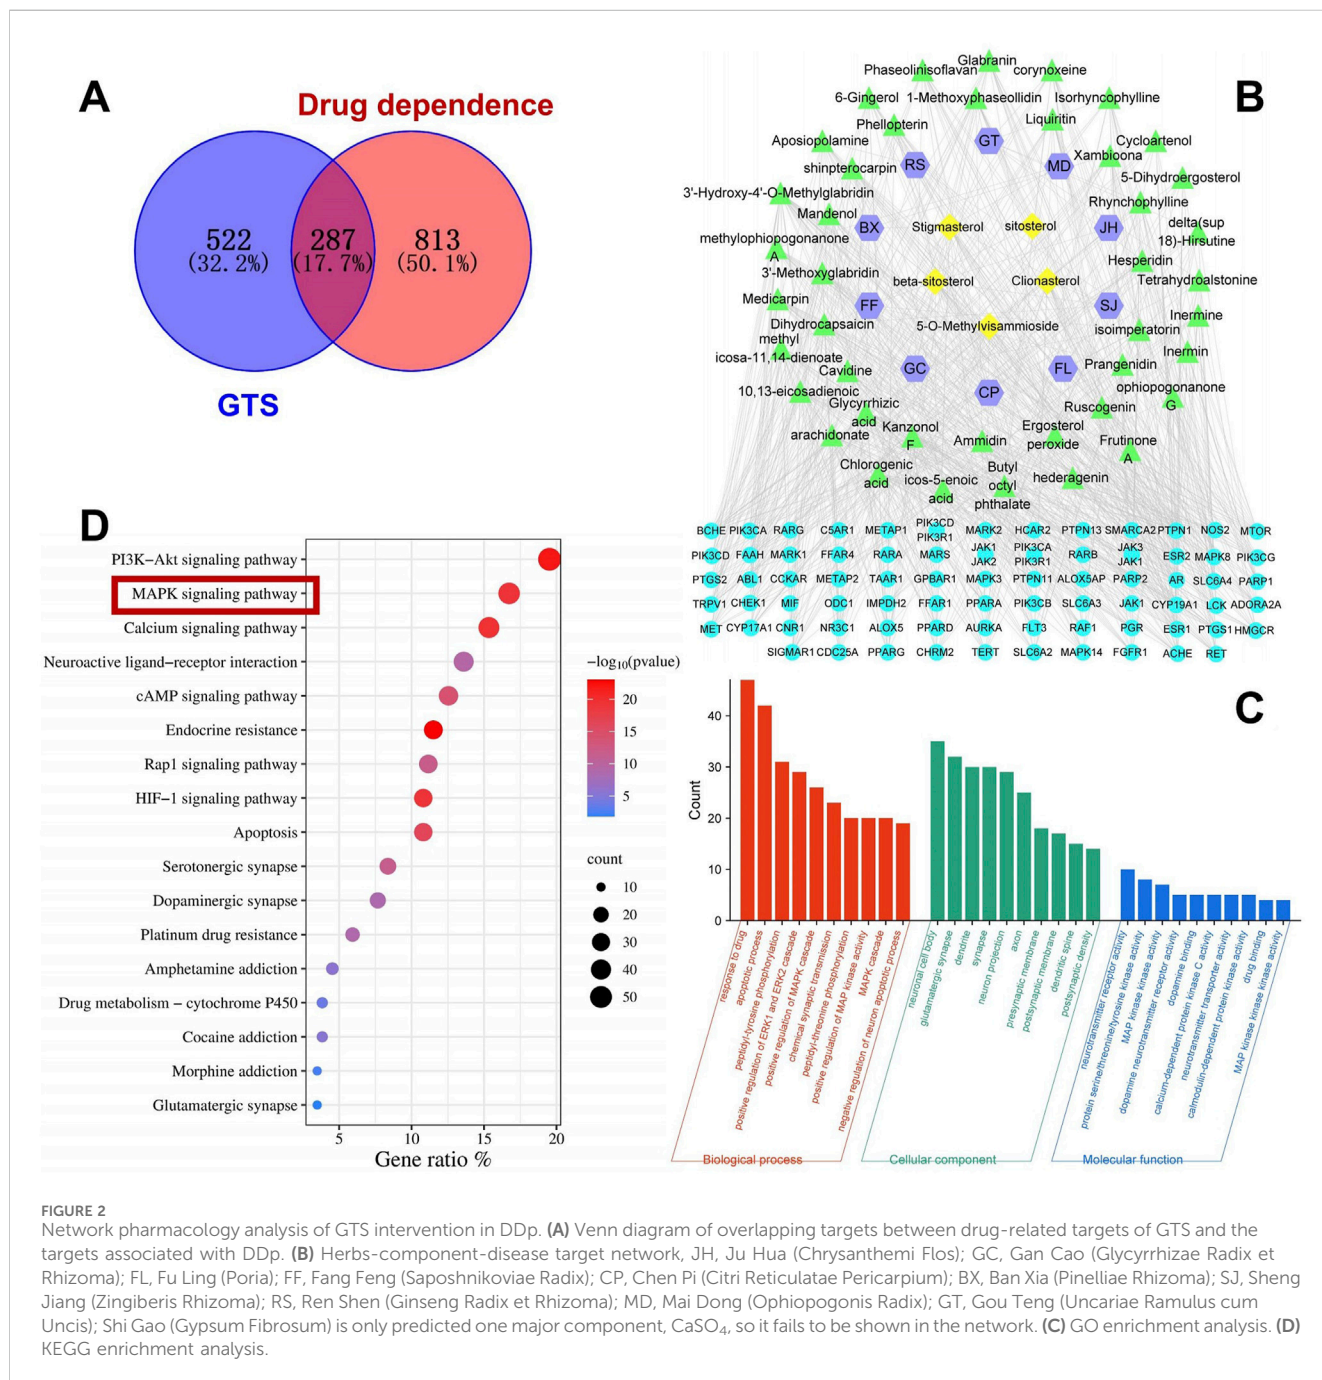 A
Drug dependence
522
(32.2%)
287
(17.7%)
813
(50.1%)
GTS
B
Glabranin
Phaseolinisoflavan
corynoxeine
6-Gingerol
1-Methoxyphaseollidin
Isorhyncophylline
Phellopterin
Liquiritin
Aposiopolamine
GT
Cycloartenol
shinpterocarpin
RS
MD
Xambioona
5-Dihydroergosterol
3'-Hydroxy-4'-O-Methylglabridin
Rhynchophylline
Mandenol
BX
Stigmasterol
sitosterol
JH
delta(sup
18)-Hirsutine
methylophiopogonanone
A
Hesperidin
3'-Methoxyglabridin
beta-sitosterol
Clionasterol
Tetrahydroalstonine
Medicarpin
FF
SJ
Inermine
Dihydrocapsaicin
5-O-Methylvisammioside
isoimperatorin
methyl
icosa-11,14-dienoate
Inermin
Cavidine
GC
FL
Prangenidin
10,13-eicosadienoic
CP
ophiopogonanone
G
Glycyrrhizic
acid
Ruscogenin
arachidonate
Kanzonol
F
Ammidin
Ergosterol
peroxide
Frutinone
A
Chlorogenic
acid
icos-5-enoic
acid
Butyl
octyl
phthalate
hederagenin
BCHE PIK3CA RARG C5AR1 METAP1 PIK3CD PIK3R1 MARK2 HCAR2 PTPN13 SMARCA2 PTPN1 NOS2 MTOR
PIK3CD FAAH MARK1 FFAR4 RARA MARS JAK1 JAK2 PIK3CA PIK3R1 RARB JAK3 JAK1 ESR2 MAPK8 PIK3CG
PTGS2 ABL1 CCKAR METAP2 TAAR1 GPBAR1 MAPK3 PTPN11 ALOX5AP PARP2 AR SLC6A4 PARP1
TRPV1 CHEK1 MIF ODC1 IMPDH2 FFAR1 PPARA PIK3CB SLC6A3 JAK1 CYP19A1 LCK ADORA2A
MET CYP17A1 CNR1 NR3C1 ALOX5 PPARD AURKA FLT3 RAF1 PGR ESR1 PTGS1 HMGCR
SIGMAR1 CDC25A PPARG CHRM2 TERT SLC6A2 MAPK14 FGFR1 ACHE RET
D
PI3K−Akt signaling pathway
MAPK signaling pathway
Calcium signaling pathway
Neuroactive ligand−receptor interaction
cAMP signaling pathway
Endocrine resistance
Rap1 signaling pathway
HIF−1 signaling pathway
Apoptosis
Serotonergic synapse
Dopaminergic synapse
Platinum drug resistance
Amphetamine addiction
Drug metabolism − cytochrome P450
Cocaine addiction
Morphine addiction
Glutamatergic synapse
5 10 15 20
Gene ratio %
−log10(pvalue)
20
15
10
5
count
10
20
30
40
50
C
Count
40
30
20
10
0
response to drug
apoptotic process
peptidyl-tyrosine phosphorylation
positive regulation of ERK1 and ERK2 cascade
positive regulation of MAPK cascade
chemical synaptic transmission
peptidyl-threonine phosphorylation
positive regulation of MAP kinase activity
MAPK cascade
negative regulation of neuron apoptotic process
neuronal cell body
glutamatergic synapse
dendrite
synapse
neuron projection
axon
presynaptic membrane
postsynaptic membrane
dendritic spine
postsynaptic density
neurotransmitter receptor activity
protein serine/threonine/tyrosine kinase activity
MAP kinase kinase activity
dopamine neurotransmitter receptor activity
dopamine binding
calcium-dependent protein kinase C activity
neurotransmitter transporter activity
calmodulin-dependent protein kinase activity
drug binding
MAP kinase kinase kinase activity
Biological process
Cellular component
Molecular function
FIGURE 2
Network pharmacology analysis of GTS intervention in DDp. (A) Venn diagram of overlapping targets between drug-related targets of GTS and the
targets associated with DDp. (B) Herbs-component-disease target network, JH, Ju Hua (Chrysanthemi Flos); GC, Gan Cao (Glycyrrhizae Radix et
Rhizoma); FL, Fu Ling (Poria); FF, Fang Feng (Saposhnikoviae Radix); CP, Chen Pi (Citri Reticulatae Pericarpium); BX, Ban Xia (Pinelliae Rhizoma); SJ, Sheng
Jiang (Zingiberis Rhizoma); RS, Ren Shen (Ginseng Radix et Rhizoma); MD, Mai Dong (Ophiopogonis Radix); GT, Gou Teng (Uncariae Ramulus cum
Uncis); Shi Gao (Gypsum Fibrosum) is only predicted one major component, CaSO4, so it fails to be shown in the network. (C) GO enrichment analysis. (D)
KEGG enrichment analysis.